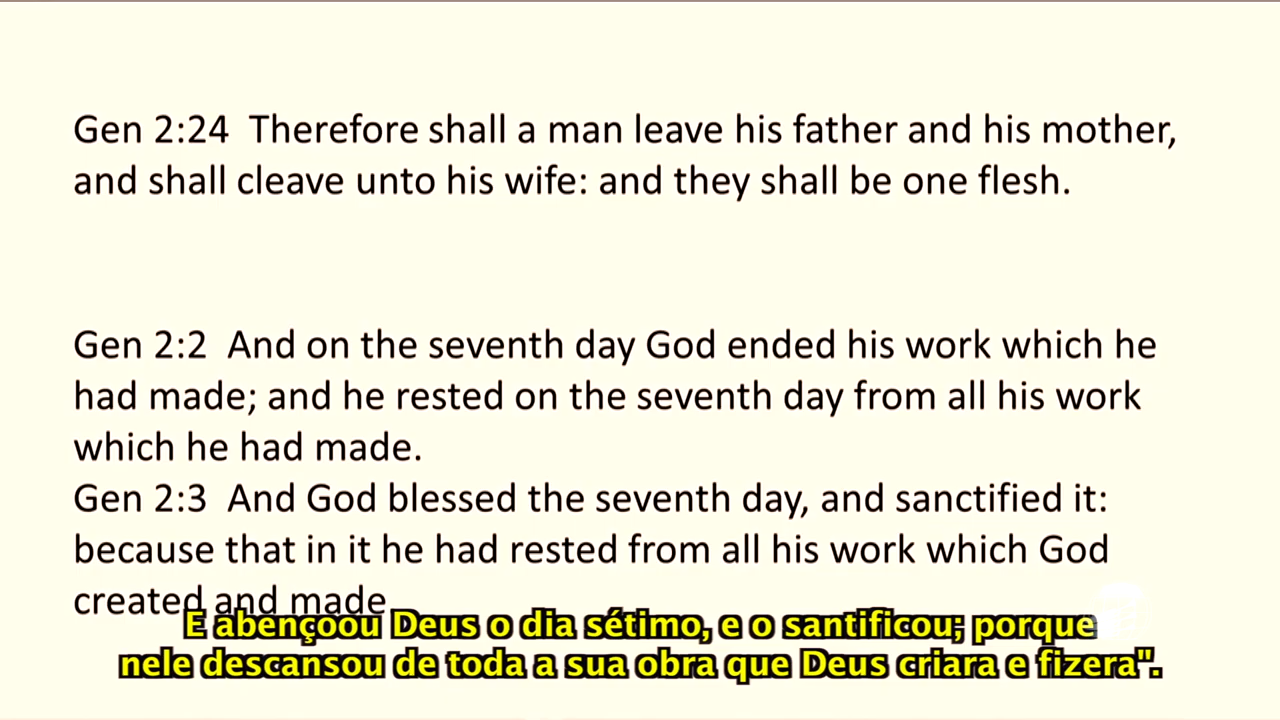 Gen 2:24  Therefore shall a man leave his father and his mother,
and shall cleave unto his wife: and they shall be one flesh.
Gen 2:2  And on the seventh day God ended his work which he
had made; and he rested on the seventh day from all his work
which he had made.
Gen 2:3  And God blessed the seventh day, and sanctified it:
because that in it he had rested from all his work which God
created and made
E abençoou Deus o dia sétimo, e o santificou; porque
nele descansou de toda a sua obra que Deus criara e fizera".